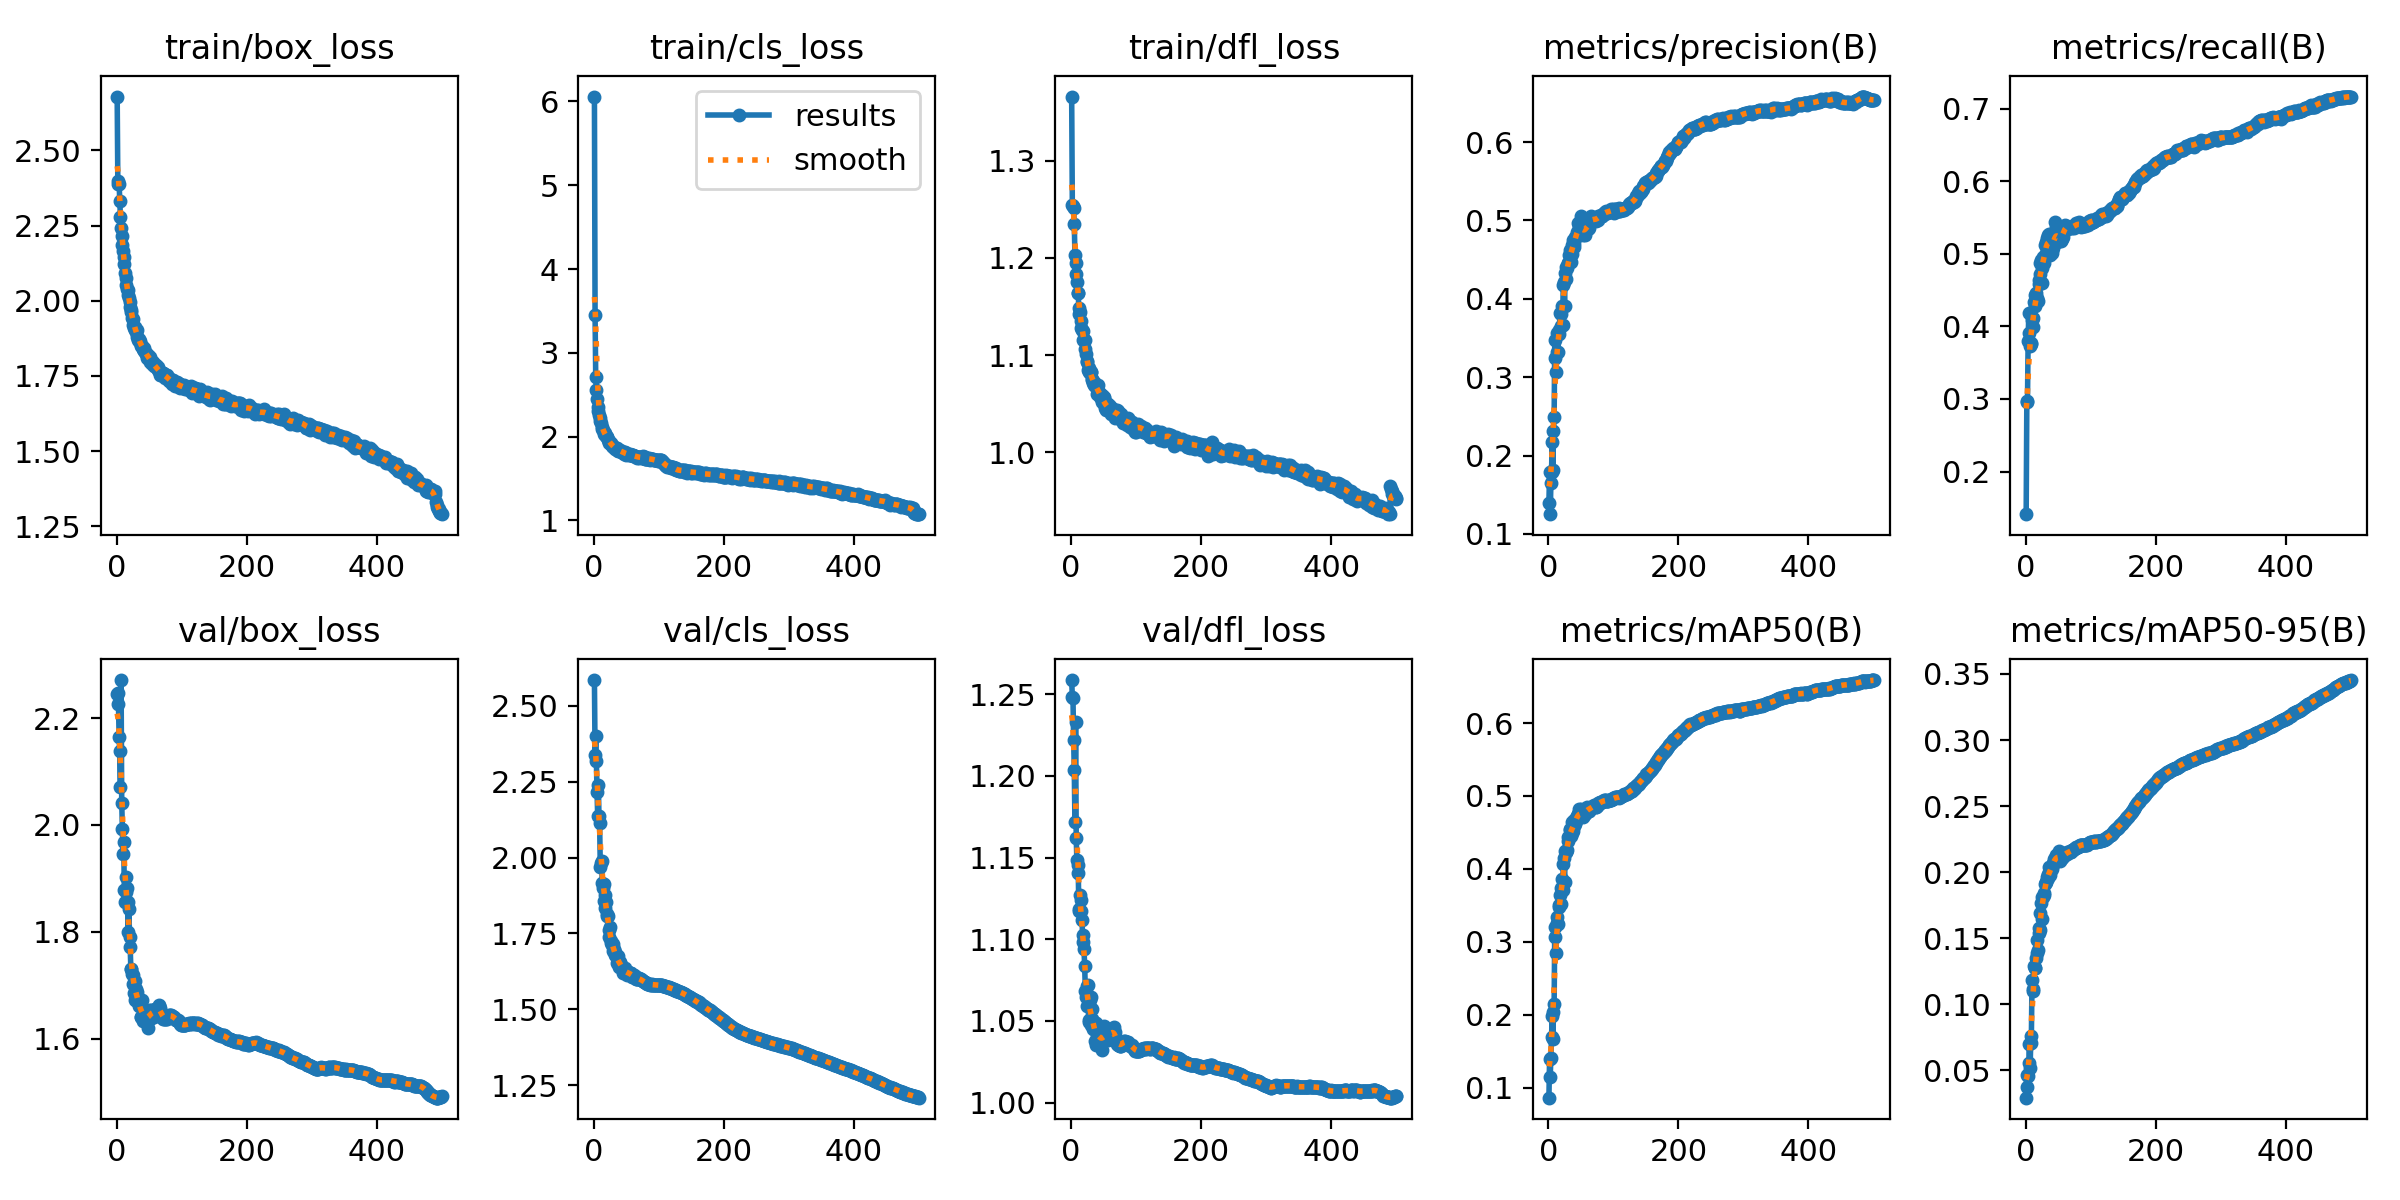 train/box_loss
2.50
2.25
2.00
1.75
1.50
1.25
0 200 400
train/cls_loss
results
smooth
6
5
4
3
2
1
0 200 400
train/dfl_loss
1.3
1.2
1.1
1.0
0 200 400
metrics/precision(B)
0.6
0.5
0.4
0.3
0.2
0.1
0 200 400
metrics/recall(B)
0.7
0.6
0.5
0.4
0.3
0.2
0 200 400
val/box_loss
2.2
2.0
1.8
1.6
0 200 400
val/cls_loss
2.50
2.25
2.00
1.75
1.50
1.25
0 200 400
val/dfl_loss
1.25
1.20
1.15
1.10
1.05
1.00
0 200 400
metrics/mAP50(B)
0.6
0.5
0.4
0.3
0.2
0.1
0 200 400
metrics/mAP50-95(B)
0.35
0.30
0.25
0.20
0.15
0.10
0.05
0 200 400